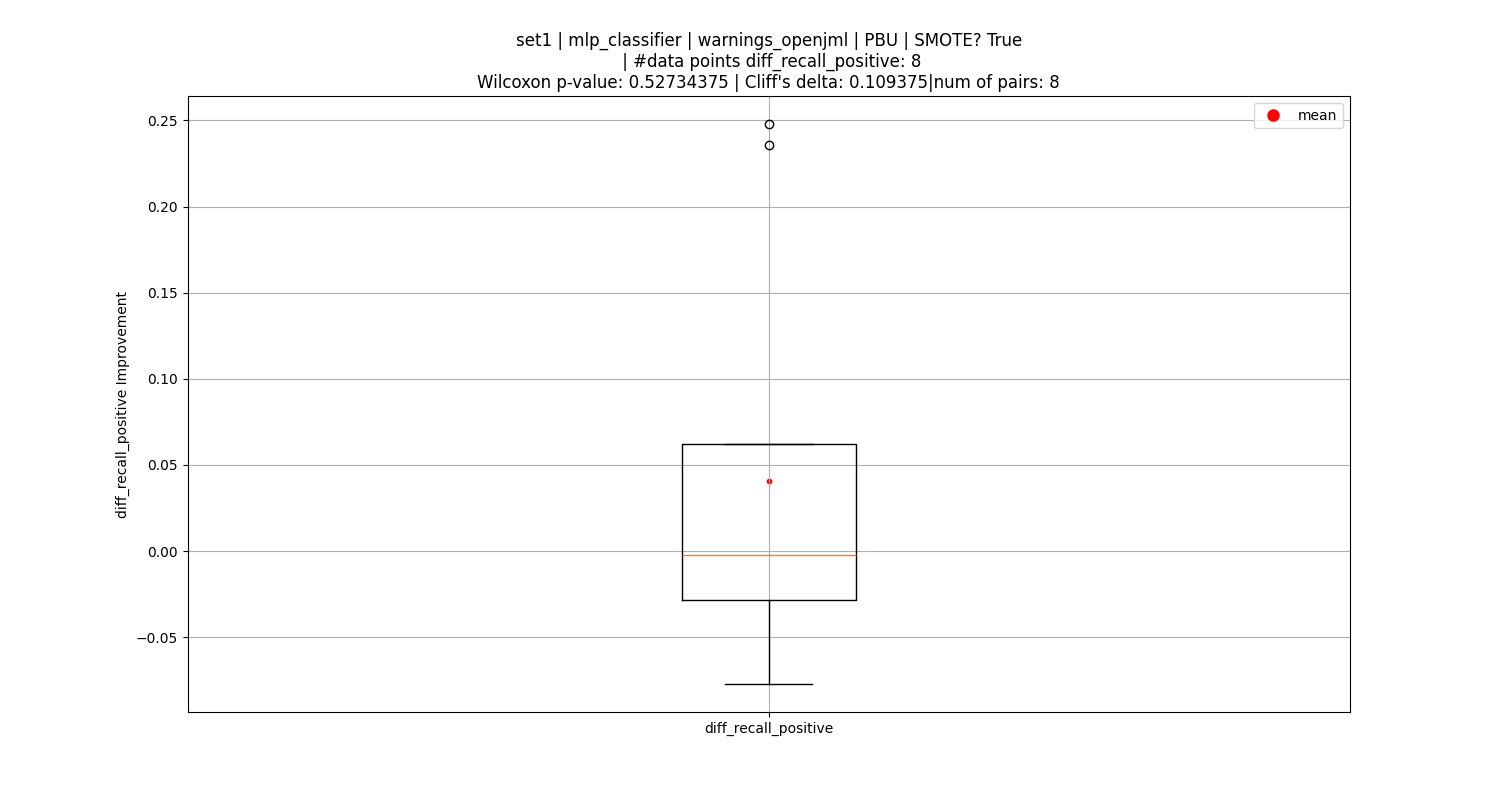 set1 | mlp_classifier | warnings_openjml | PBU | SMOTE? True
| #data points diff_recall_positive: 8
Wilcoxon p-value: 0.52734375 | Cliff's delta: 0.109375|num of pairs: 8
mean
0.25
0.20
0.15
0.10
0.05
0.00
−0.05
diff_recall_positive Improvement
diff_recall_positive